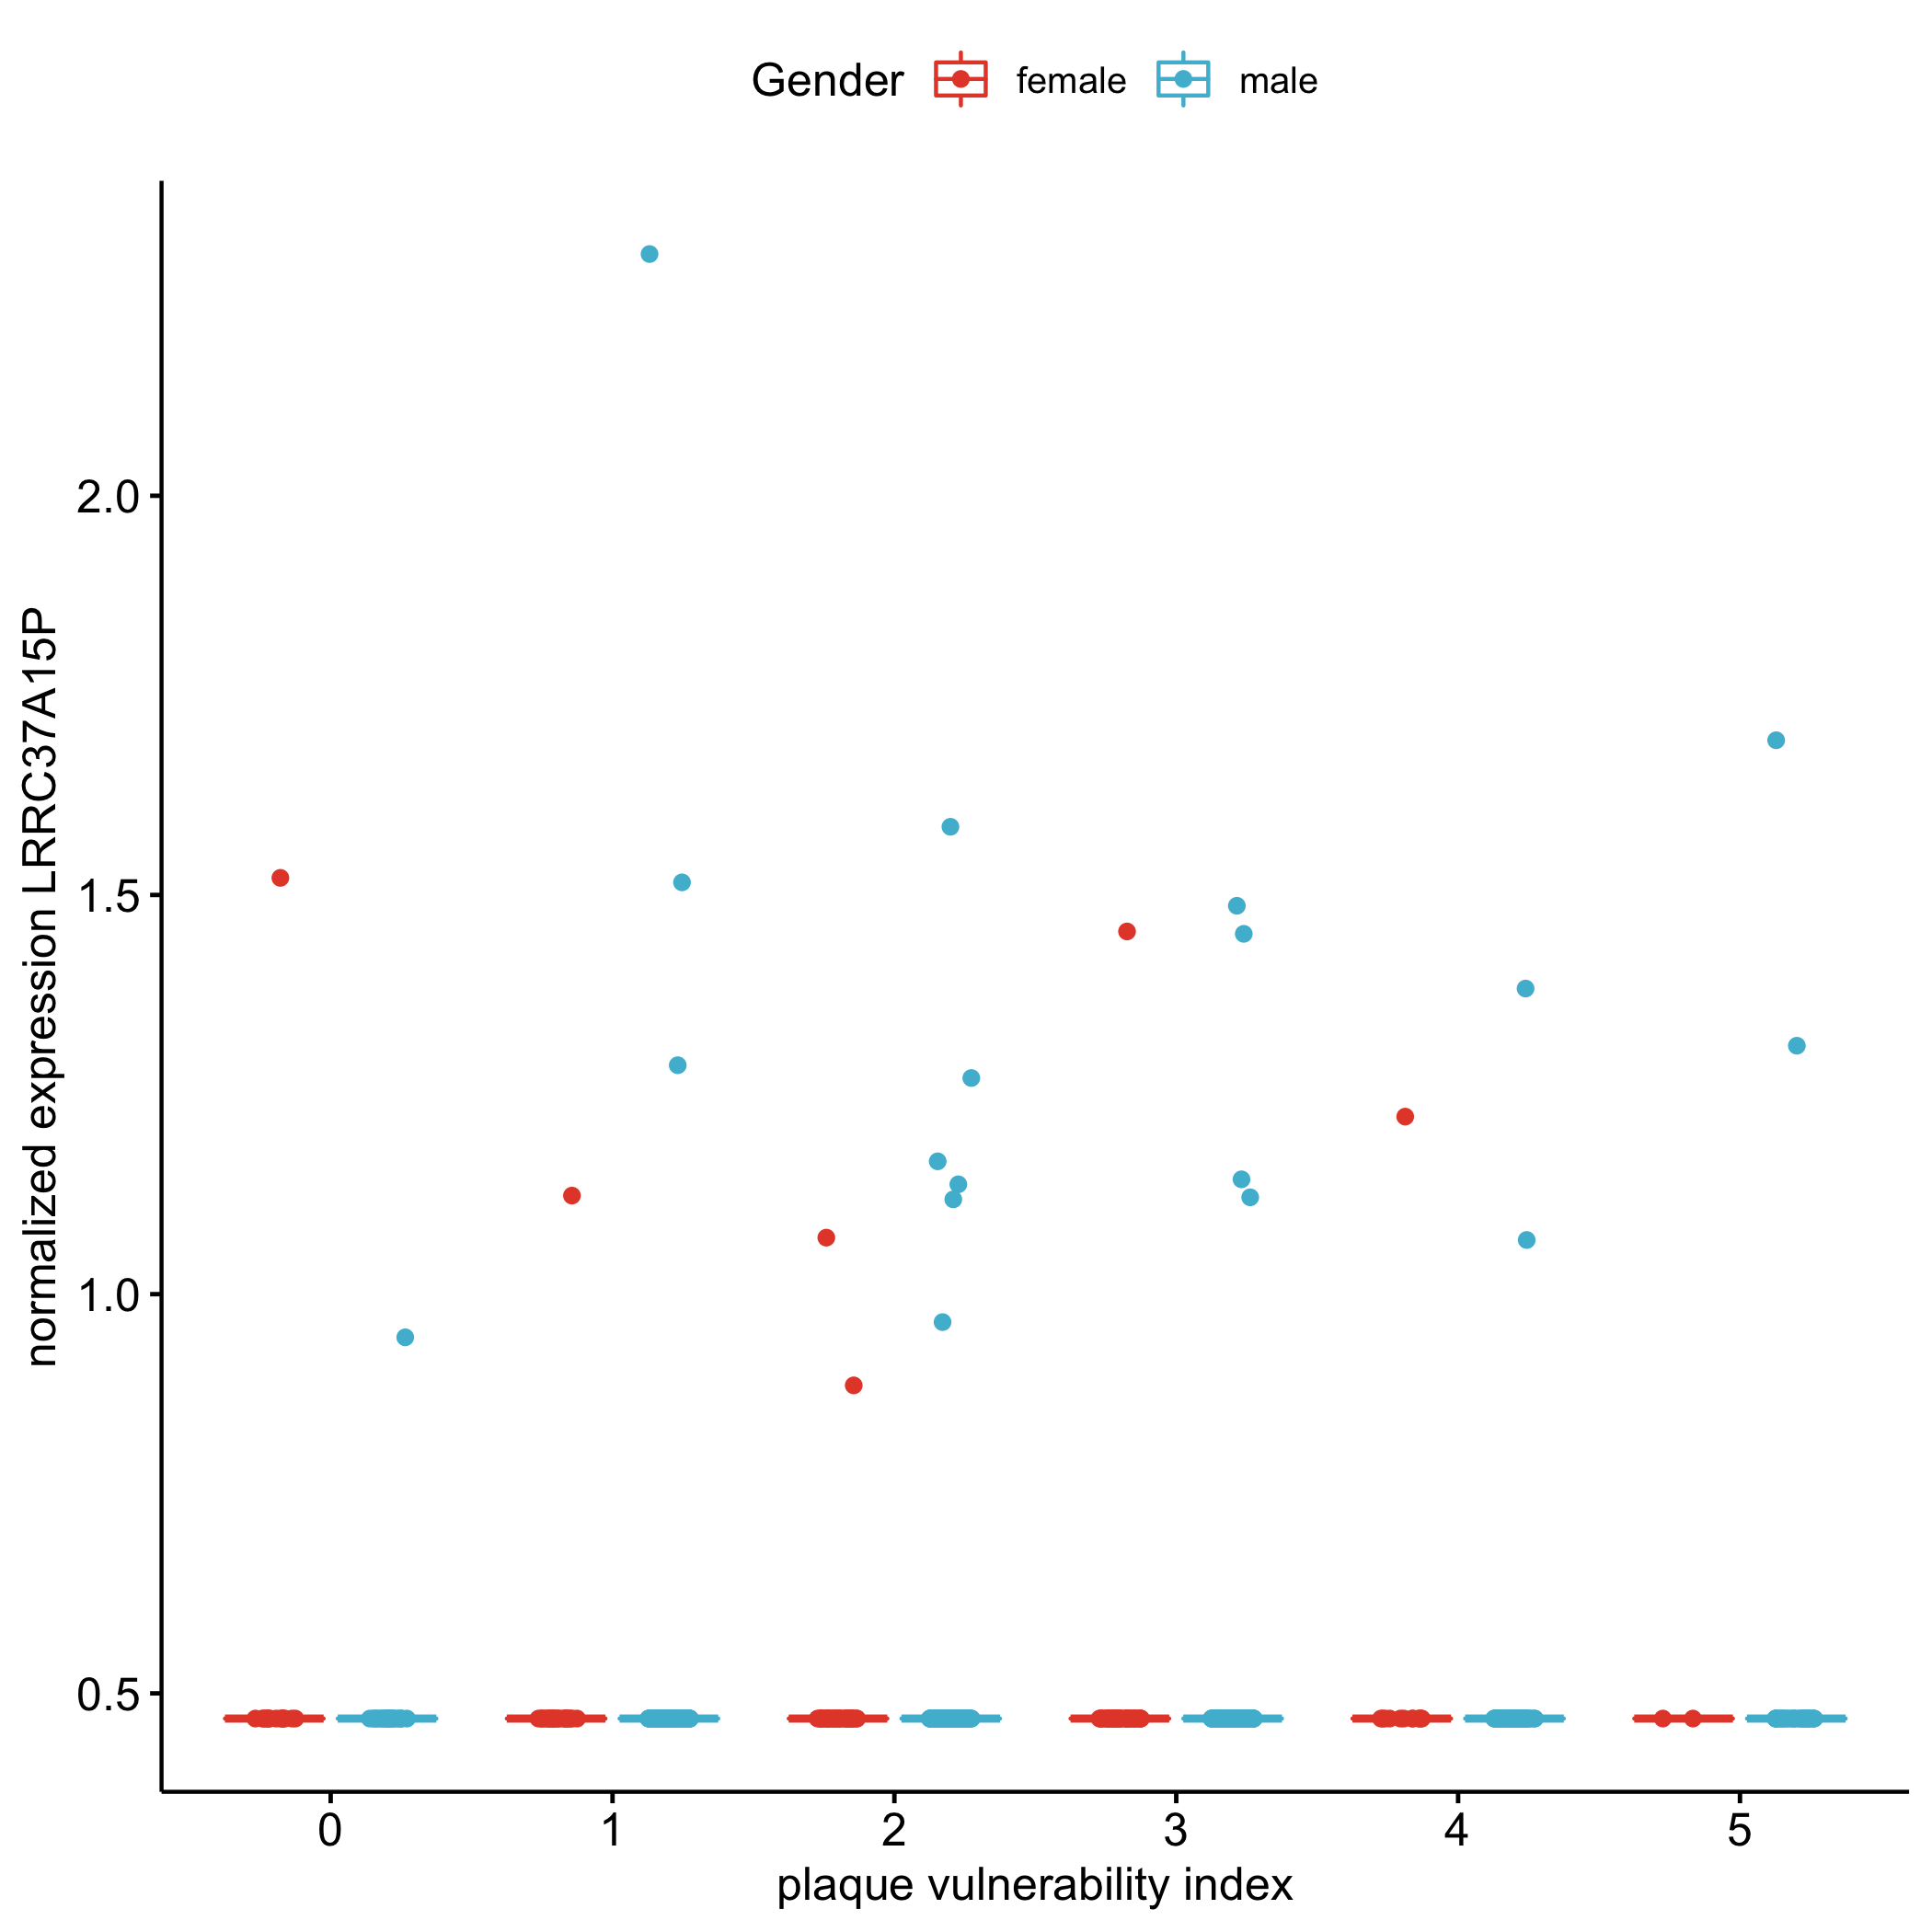 Gender female male
normalized expression LRRC37A15P
2.0
1.5
1.0
0.5
0 1 2 3 4 5
plaque vulnerability index